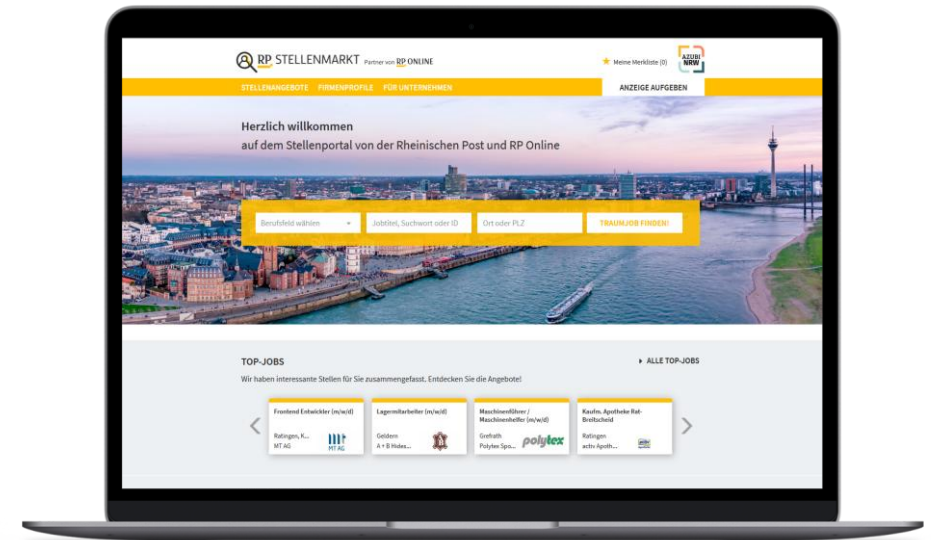 RP STELLENMARKT Partner von RP ONLINE
Meine Merkliste (0)
AZUBI
NRW
STELLENANGEBOTE FIRMENPROFILE FÜR UNTERNEHMEN
ANZEIGE AUFGEBEN
Herzlich willkommen
auf dem Stellenportal von der Rheinischen Post und RP Online
Berufsfeld wählen
Jobtitel, Suchwort oder ID
Ort oder PLZ
TRAUMJOB FINDEN!
TOP-JOBS
ALLE TOP-JOBS
Wir haben interessante Stellen für Sie zusammengefasst. Entdecken Sie die Angebote!
Frontend Entwickler (m/w/d)
Ratingen, K...
MT AG
MT AG
Lagermitarbeiter (m/w/d)
Geldern
A + B Hides...
Maschinenführer /
Maschinenhelfer (m/w/d)
Grefrath
Polytex Spo...
polytex
Kaufm. Apotheke Rat-
Breitscheid
Ratingen
activ Apoth...